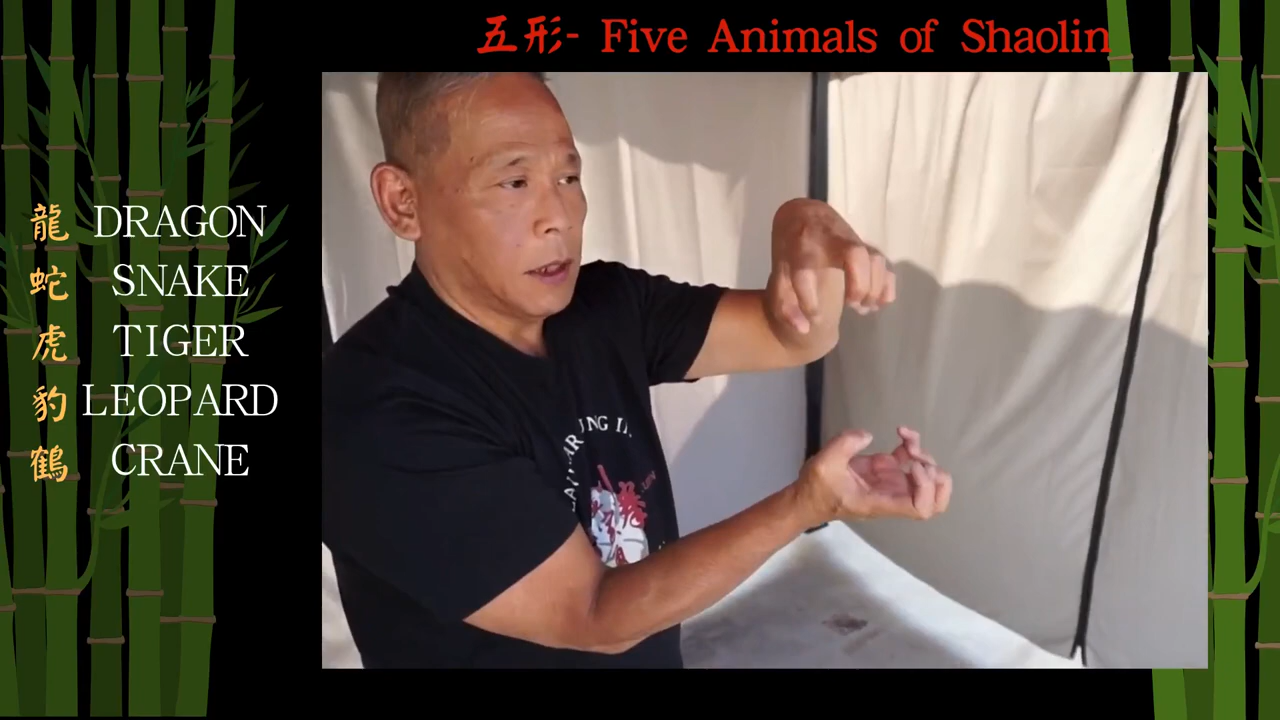 五形- Five Animals of Shaolin
龍 DRAGON
蛇 SNAKE
虎 TIGER
豹 LEOPARD
鶴 CRANE